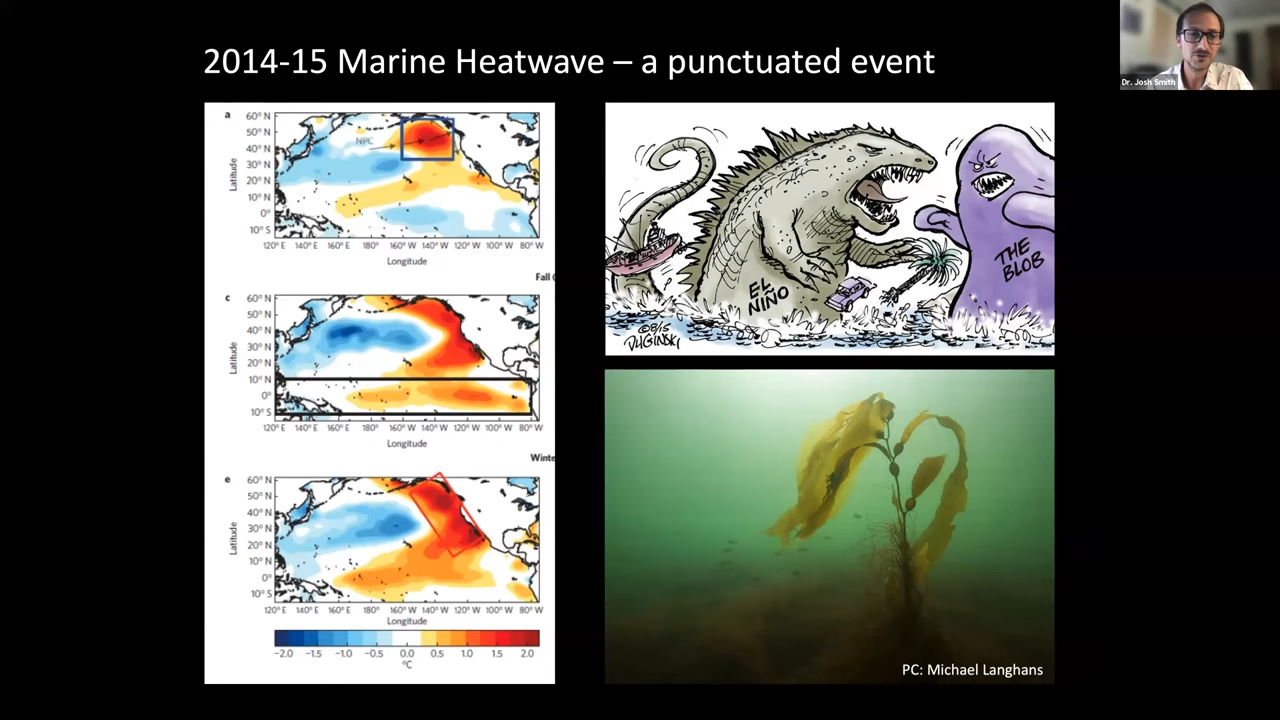 2014-15 Marine Heatwave – a punctuated event
Dr. Josh Smith
a
60° N
50° N
40° N
30° N
20° N
10° N
0°
10° S
Latitude
NPC
120° E 140° E 160° E 180° 160° W 140° W 120° W 100° W 80° W
Longitude
Fall
c
60° N
50° N
40° N
30° N
20° N
10° N
0°
10° S
Latitude
120° E 140° E 160° E 180° 160° W 140° W 120° W 100° W 80° W
Longitude
Winte
e
60° N
50° N
40° N
30° N
20° N
10° N
0°
10° S
Latitude
120° E 140° E 160° E 180° 160° W 140° W 120° W 100° W 80° W
Longitude
−2.0 −1.5 −1.0 −0.5 0.0 0.5 1.0 1.5 2.0
°C
EL
NIÑO
THE
BLOB
PC: Michael Langhans